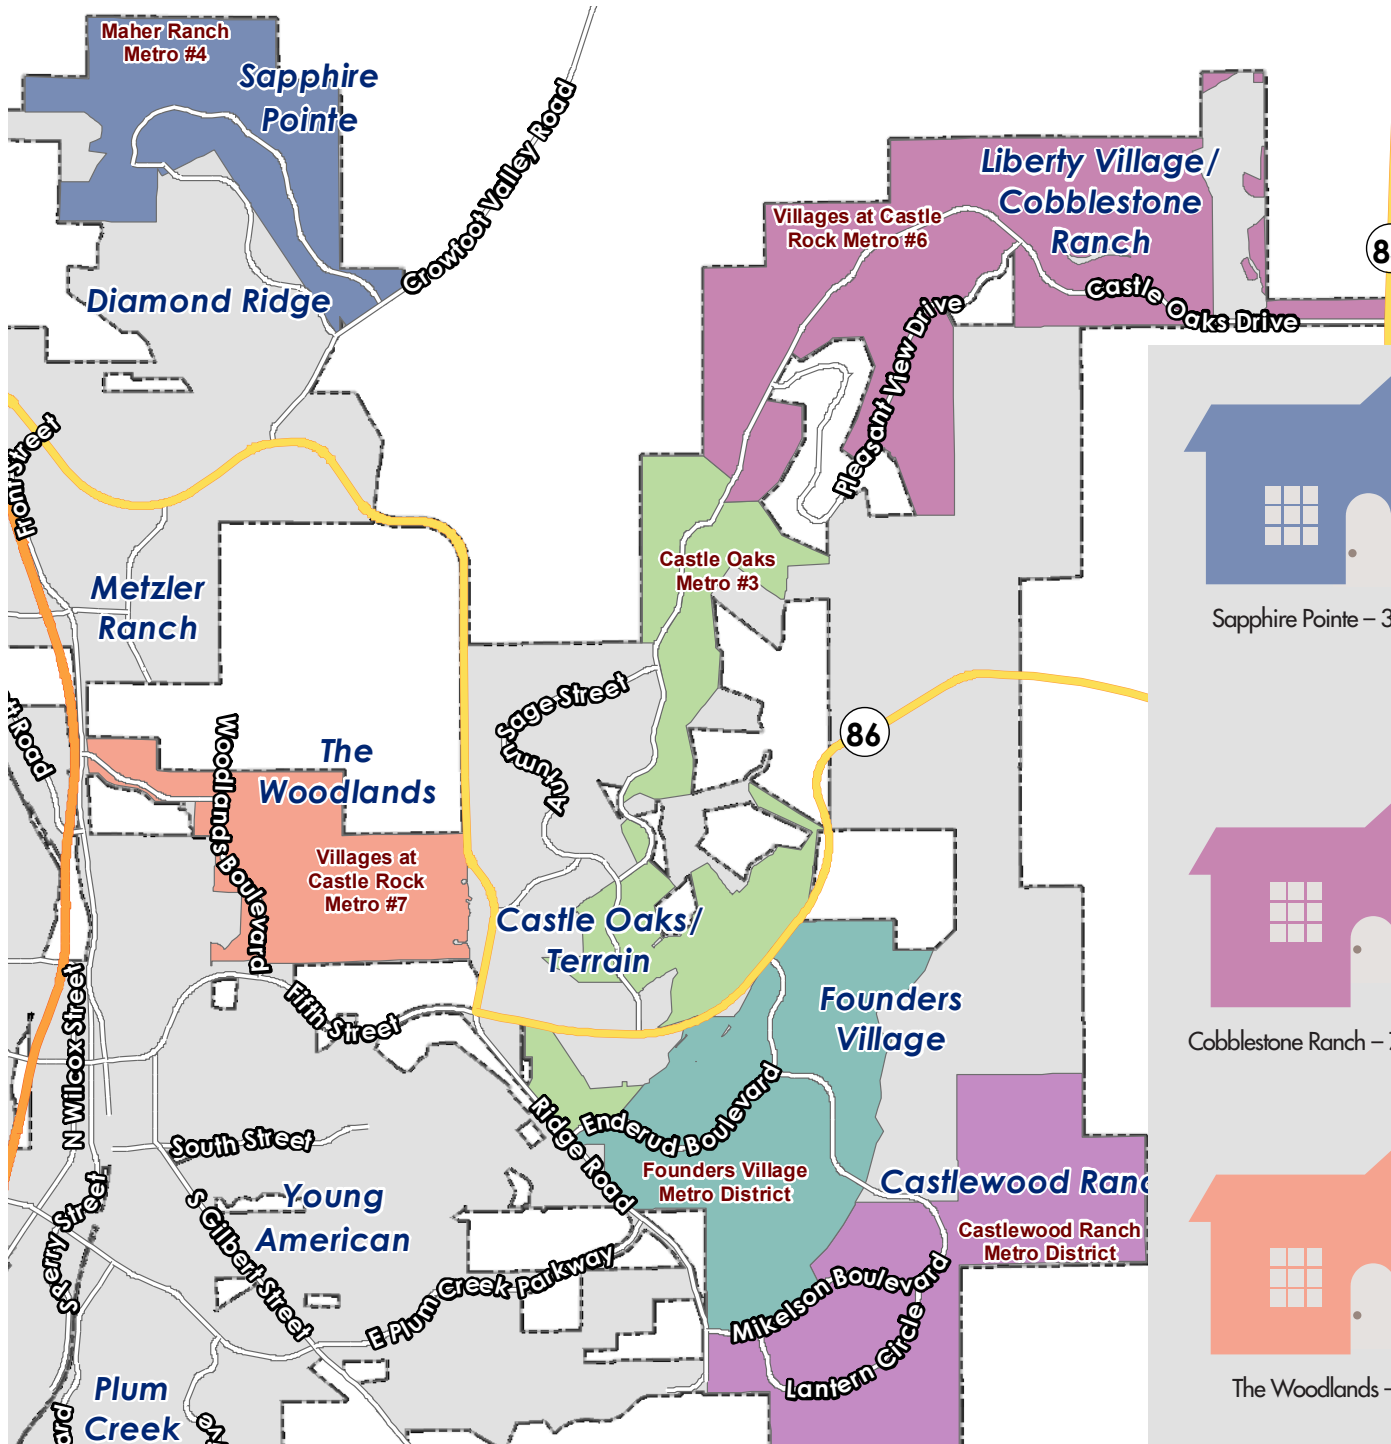 Maher Ranch
Metro #4
Sapphire
Pointe
Crowfoot Valley Road
Diamond Ridge
Liberty Village/
Cobblestone
Ranch
Villages at Castle
Rock Metro #6
Castle Oaks Drive
Pleasant View Drive
Front Street
Metzler
Ranch
Castle Oaks
Metro #3
Sapphire Pointe –
Sage Street
Autumn
86
Road
The
Woodlands
Woodlands Boulevard
Villages at
Castle Rock
Metro #7
Castle Oaks/
Terrain
Founders
Village
Fifth Street
N Wilcox Street
Cobblestone Ranch –
Ridge Road
Enderud Boulevard
South Street
Founders Village
Metro District
Castlewood
Castlewood Ranch
Metro District
Young
American
S Gilbert Street
S Perry Street
E Plum Creek Parkway
Mikelson Boulevard
Lantern Circle
The Woodlands –
Plum
Creek